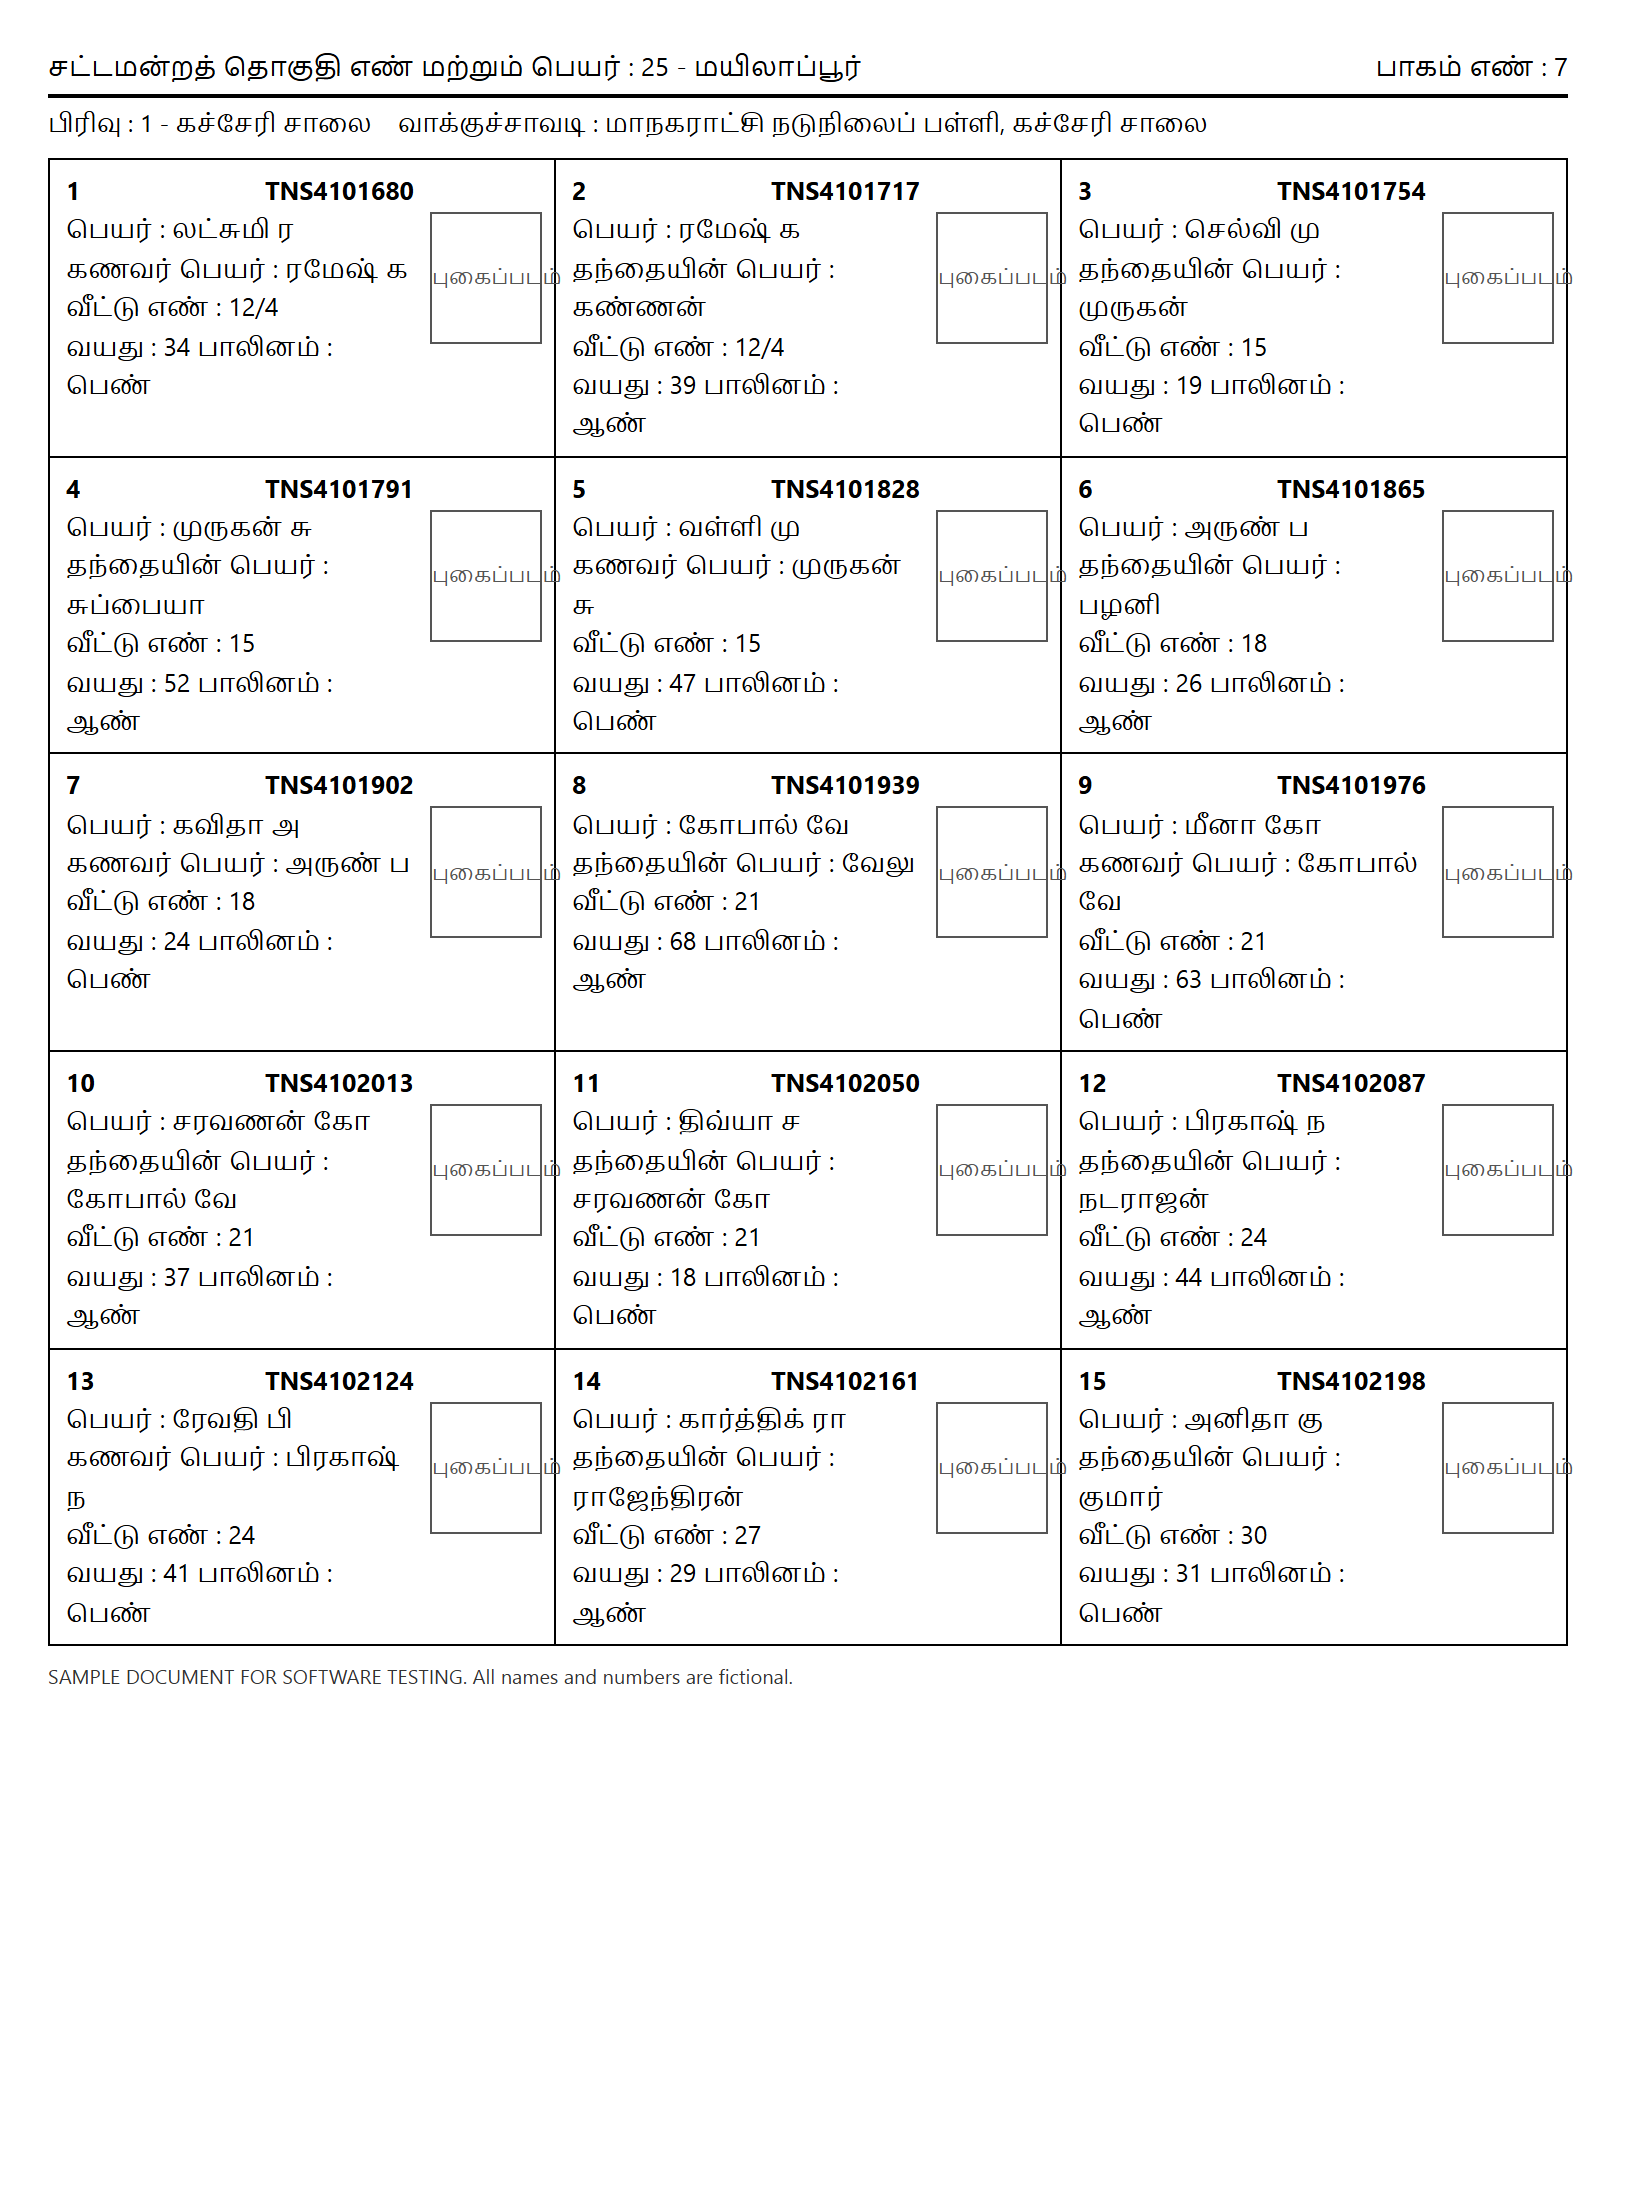 சட்டமன்றத் தொகுதி எண் மற்றும் பெயர் : 25 - மயிலாப்பூர் பாகம் எண் : 7
பிரிவு : 1 - கச்சேரி சாலை வாக்குச்சாவடி : மாநகராட்சி நடுநிலைப் பள்ளி, கச்சேரி சாலை
1 TNS4101680
பெயர் : லட்சுமி ர
கணவர் பெயர் : ரமேஷ் க
வீட்டு எண் : 12/4
வயது : 34 பாலினம் :
பெண்
புகைப்படம்
2 TNS4101717
பெயர் : ரமேஷ் க
தந்தையின் பெயர் :
கண்ணன்
வீட்டு எண் : 12/4
வயது : 39 பாலினம் :
ஆண்
புகைப்படம்
3 TNS4101754
பெயர் : செல்வி மு
தந்தையின் பெயர் :
முருகன்
வீட்டு எண் : 15
வயது : 19 பாலினம் :
பெண்
புகைப்படம்
4 TNS4101791
பெயர் : முருகன் சு
தந்தையின் பெயர் :
சுப்பையா
வீட்டு எண் : 15
வயது : 52 பாலினம் :
ஆண்
புகைப்படம்
5 TNS4101828
பெயர் : வள்ளி மு
கணவர் பெயர் : முருகன்
சு
வீட்டு எண் : 15
வயது : 47 பாலினம் :
பெண்
புகைப்படம்
6 TNS4101865
பெயர் : அருண் ப
தந்தையின் பெயர் :
பழனி
வீட்டு எண் : 18
வயது : 26 பாலினம் :
ஆண்
புகைப்படம்
7 TNS4101902
பெயர் : கவிதா அ
கணவர் பெயர் : அருண் ப
வீட்டு எண் : 18
வயது : 24 பாலினம் :
பெண்
புகைப்படம்
8 TNS4101939
பெயர் : கோபால் வே
தந்தையின் பெயர் : வேலு
வீட்டு எண் : 21
வயது : 68 பாலினம் :
ஆண்
புகைப்படம்
9 TNS4101976
பெயர் : மீனா கோ
கணவர் பெயர் : கோபால்
வே
வீட்டு எண் : 21
வயது : 63 பாலினம் :
பெண்
புகைப்படம்
10 TNS4102013
பெயர் : சரவணன் கோ
தந்தையின் பெயர் :
கோபால் வே
வீட்டு எண் : 21
வயது : 37 பாலினம் :
ஆண்
புகைப்படம்
11 TNS4102050
பெயர் : திவ்யா ச
தந்தையின் பெயர் :
சரவணன் கோ
வீட்டு எண் : 21
வயது : 18 பாலினம் :
பெண்
புகைப்படம்
12 TNS4102087
பெயர் : பிரகாஷ் ந
தந்தையின் பெயர் :
நடராஜன்
வீட்டு எண் : 24
வயது : 44 பாலினம் :
ஆண்
புகைப்படம்
13 TNS4102124
பெயர் : ரேவதி பி
கணவர் பெயர் : பிரகாஷ்
ந
வீட்டு எண் : 24
வயது : 41 பாலினம் :
பெண்
புகைப்படம்
14 TNS4102161
பெயர் : கார்த்திக் ரா
தந்தையின் பெயர் :
ராஜேந்திரன்
வீட்டு எண் : 27
வயது : 29 பாலினம் :
ஆண்
புகைப்படம்
15 TNS4102198
பெயர் : அனிதா கு
தந்தையின் பெயர் :
குமார்
வீட்டு எண் : 30
வயது : 31 பாலினம் :
பெண்
புகைப்படம்
SAMPLE DOCUMENT FOR SOFTWARE TESTING. All names and numbers are fictional.